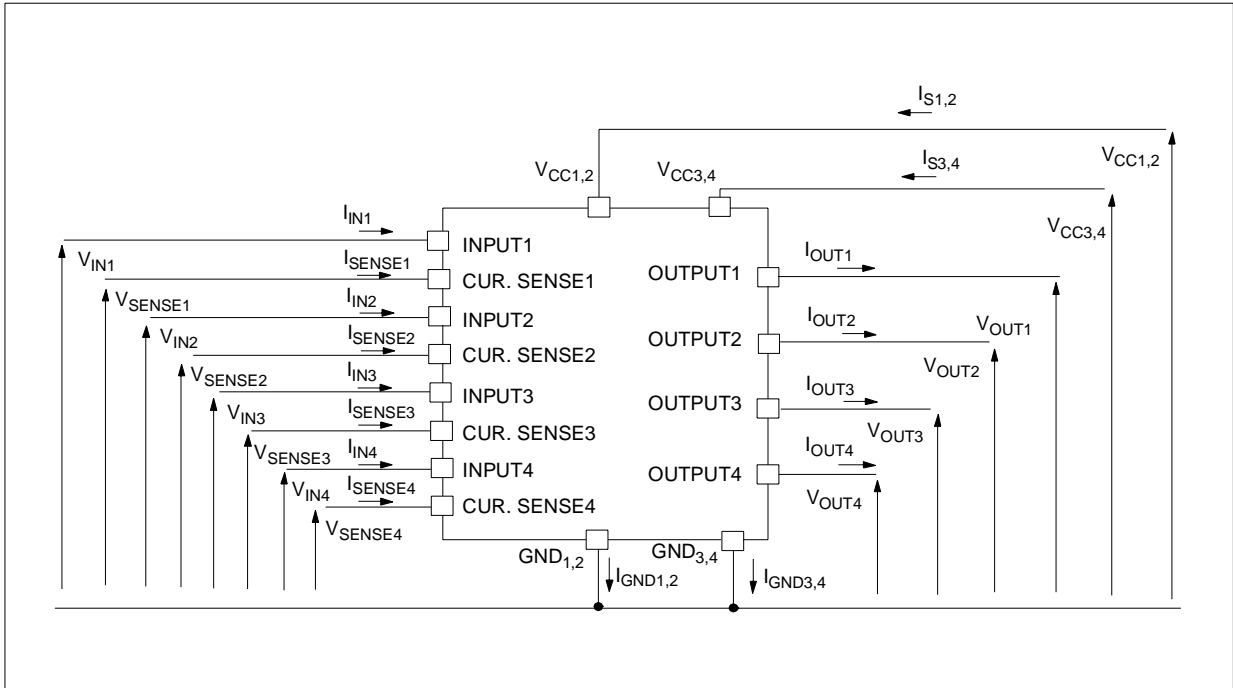 I_S1,2
V_CC1,2
V_CC3,4
I_S3,4
V_CC1,2
V_CC3,4
I_IN1
V_IN1
INPUT1
I_SENSE1
V_SENSE1
CUR. SENSE1
I_IN2
V_IN2
INPUT2
I_SENSE2
V_SENSE2
CUR. SENSE2
I_IN3
V_IN3
INPUT3
I_SENSE3
V_SENSE3
CUR. SENSE3
I_IN4
V_IN4
INPUT4
I_SENSE4
V_SENSE4
CUR. SENSE4
OUTPUT1
I_OUT1
V_OUT1
OUTPUT2
I_OUT2
V_OUT2
OUTPUT3
I_OUT3
V_OUT3
OUTPUT4
I_OUT4
V_OUT4
GND_1,2
GND_3,4
I_GND1,2
I_GND3,4